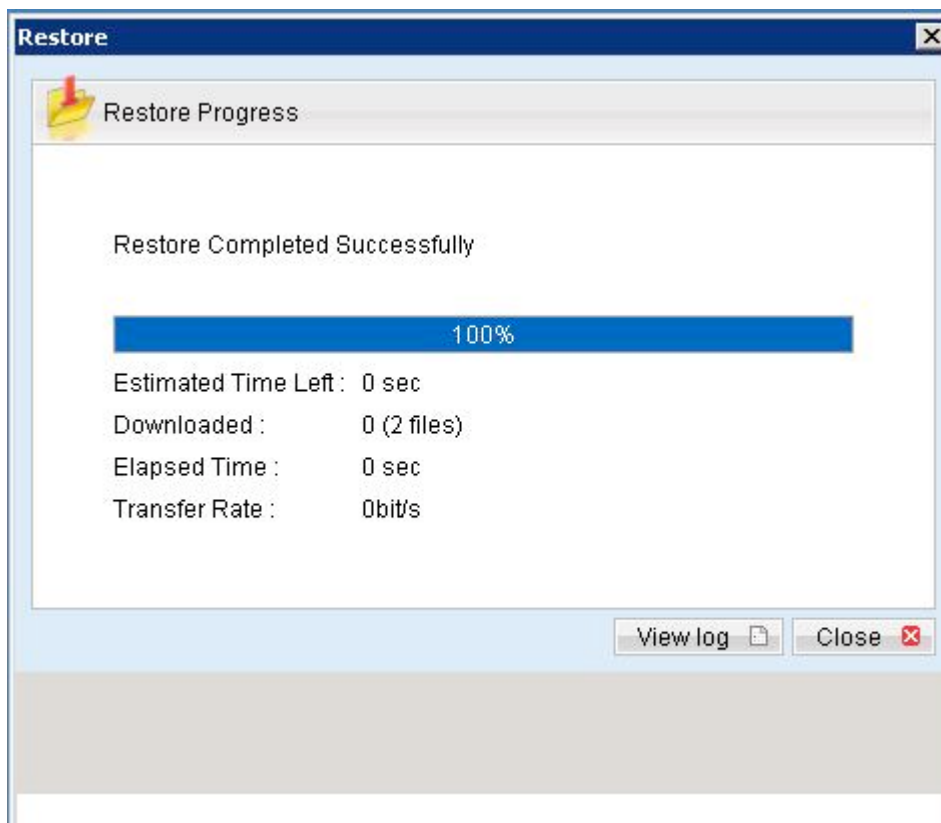 Restore
Restore Progress
Restore Completed Successfully
100%
Estimated Time Left : 0 sec
Downloaded : 0 (2 files)
Elapsed Time : 0 sec
Transfer Rate : 0bit/s
View log Close